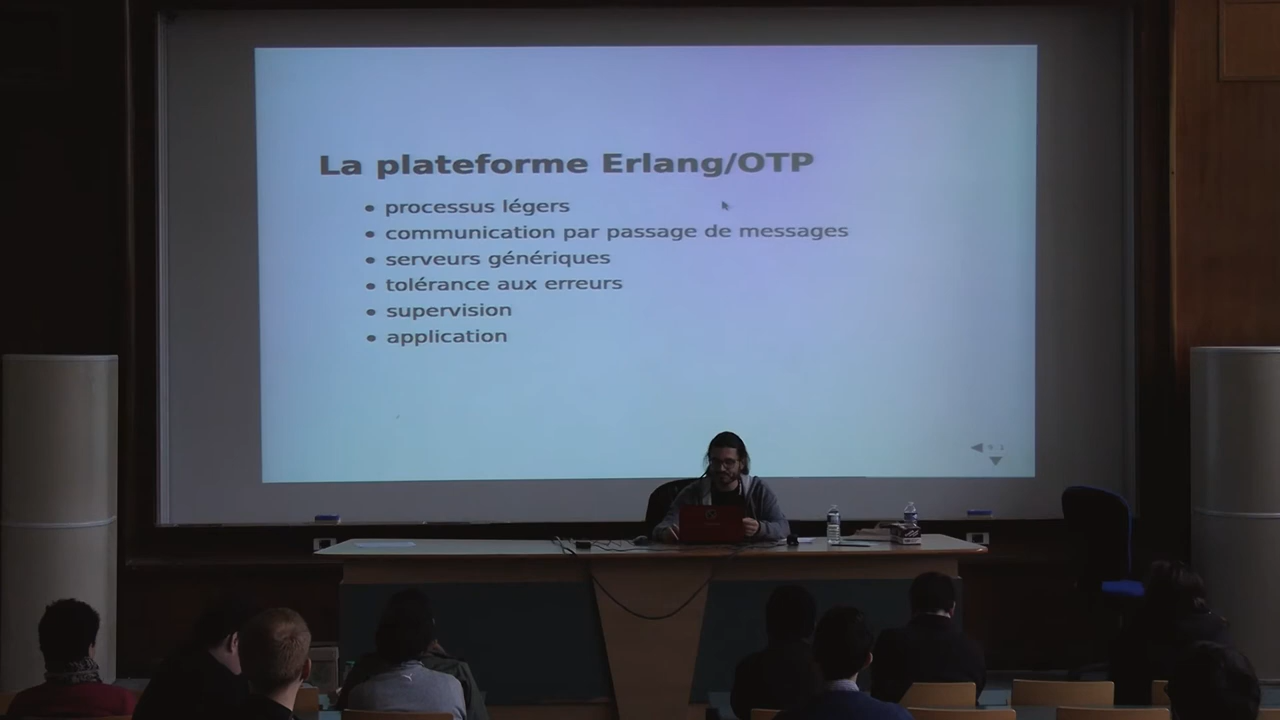 La plateforme Erlang/OTP
• processus légers
• communication par passage de messages
• serveurs génériques
• tolérance aux erreurs
• supervision
• application